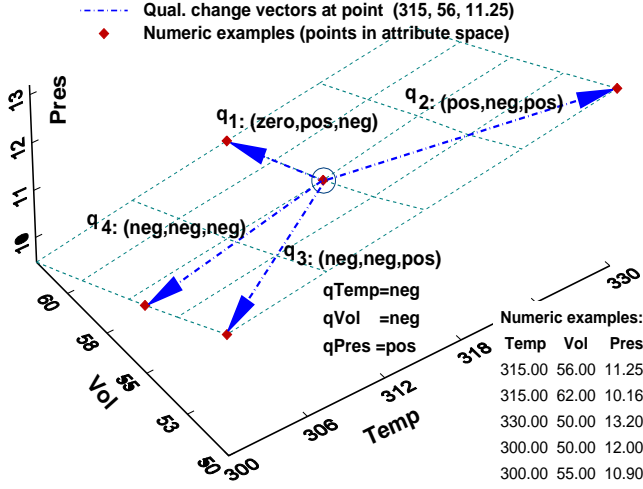 Qual. change vectors at point (315, 56, 11.25)
Numeric examples (points in attribute space)
Pres
13
12
11
10
q1: (zero,pos,neg)
q2: (pos,neg,pos)
q4: (neg,neg,neg)
q3: (neg,neg,pos)
qTemp=neg
qVol =neg
qPres =pos
60
58
55
53
50
Vol
300
306
312
318
330
Temp
Numeric examples:
Temp Vol Pres
315.00 56.00 11.25
315.00 62.00 10.16
330.00 50.00 13.20
300.00 50.00 12.00
300.00 55.00 10.90